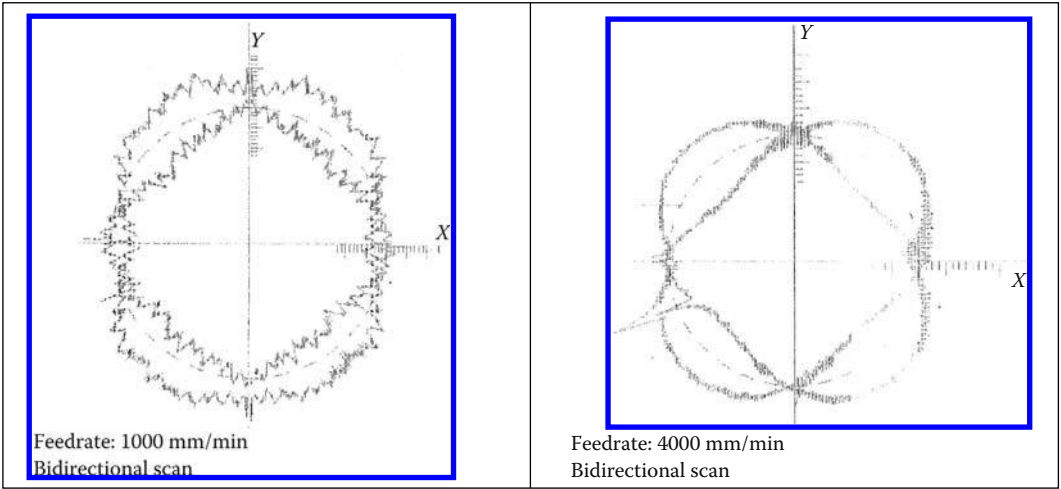 Y
X
Feedrate: 1000 mm/min
Bidirectional scan
Y
X
Feedrate: 4000 mm/min
Bidirectional scan